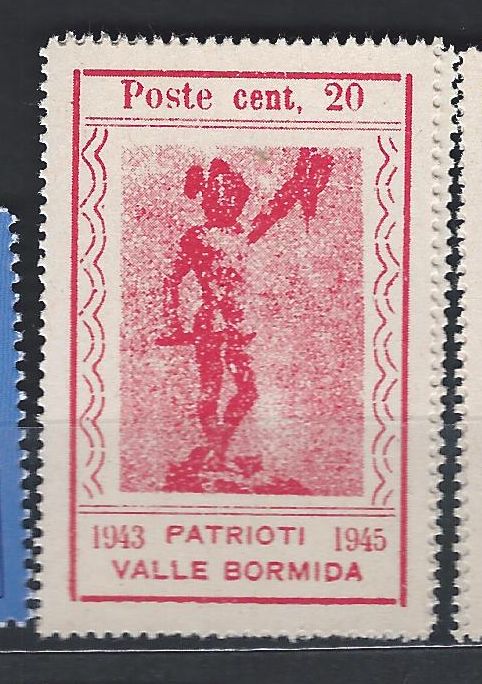 Poste cent, 20
1943 PATRIOTI 1945
VALLE BORMIDA